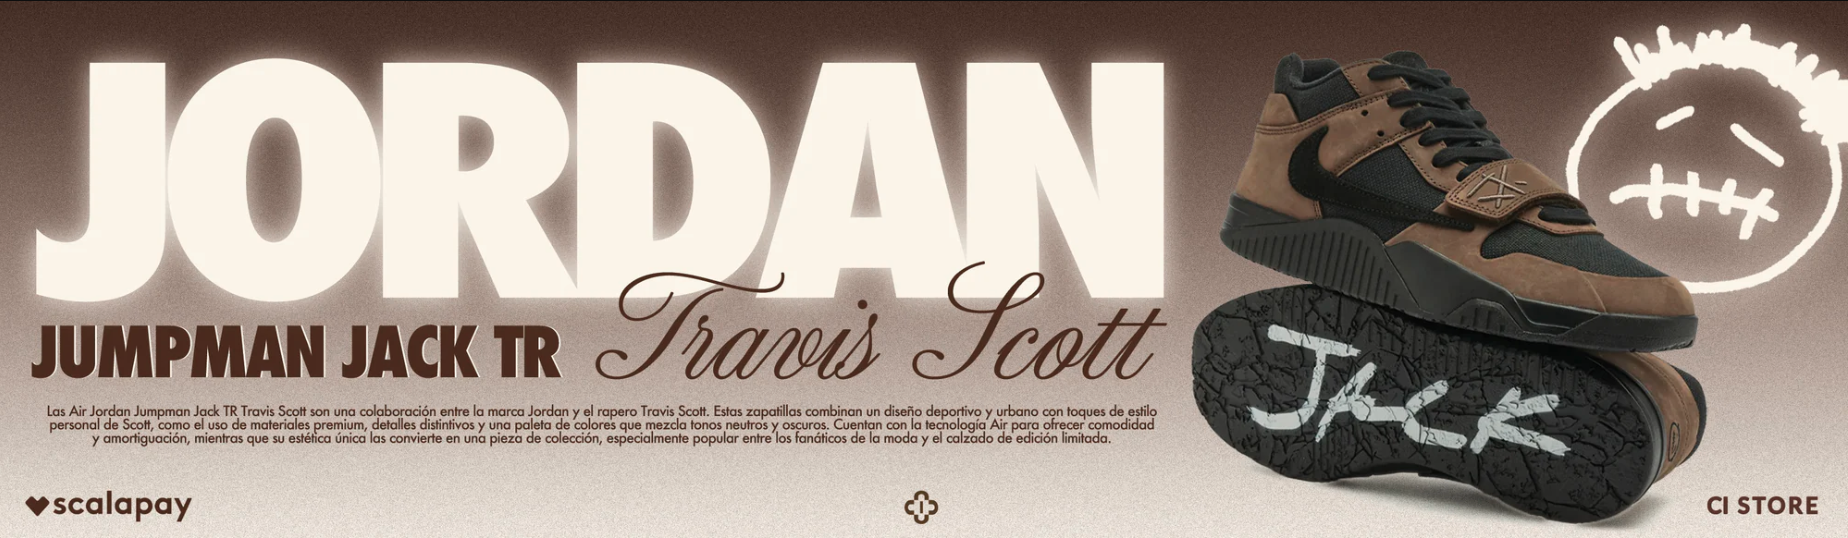 JORDAN
JUMPMAN JACK TR
Travis Scott
Las Air Jordan Jumpman Jack TR Travis Scott son una colaboración entre la marca Jordan y el rapero Travis Scott. Estas zapatillas combinan un diseño deportivo y urbano con toques de estilo
personal de Scott, como el uso de materiales premium, detalles distintivos y una paleta de colores que mezcla tonos neutros y oscuros. Cuentan con la tecnología Air para ofrecer comodidad
y amortiguación, mientras que su estética única las convierte en una pieza de colección, especialmente popular entre los fanáticos de la moda y el calzado de edición limitada.
JACK
scalapay
CI STORE